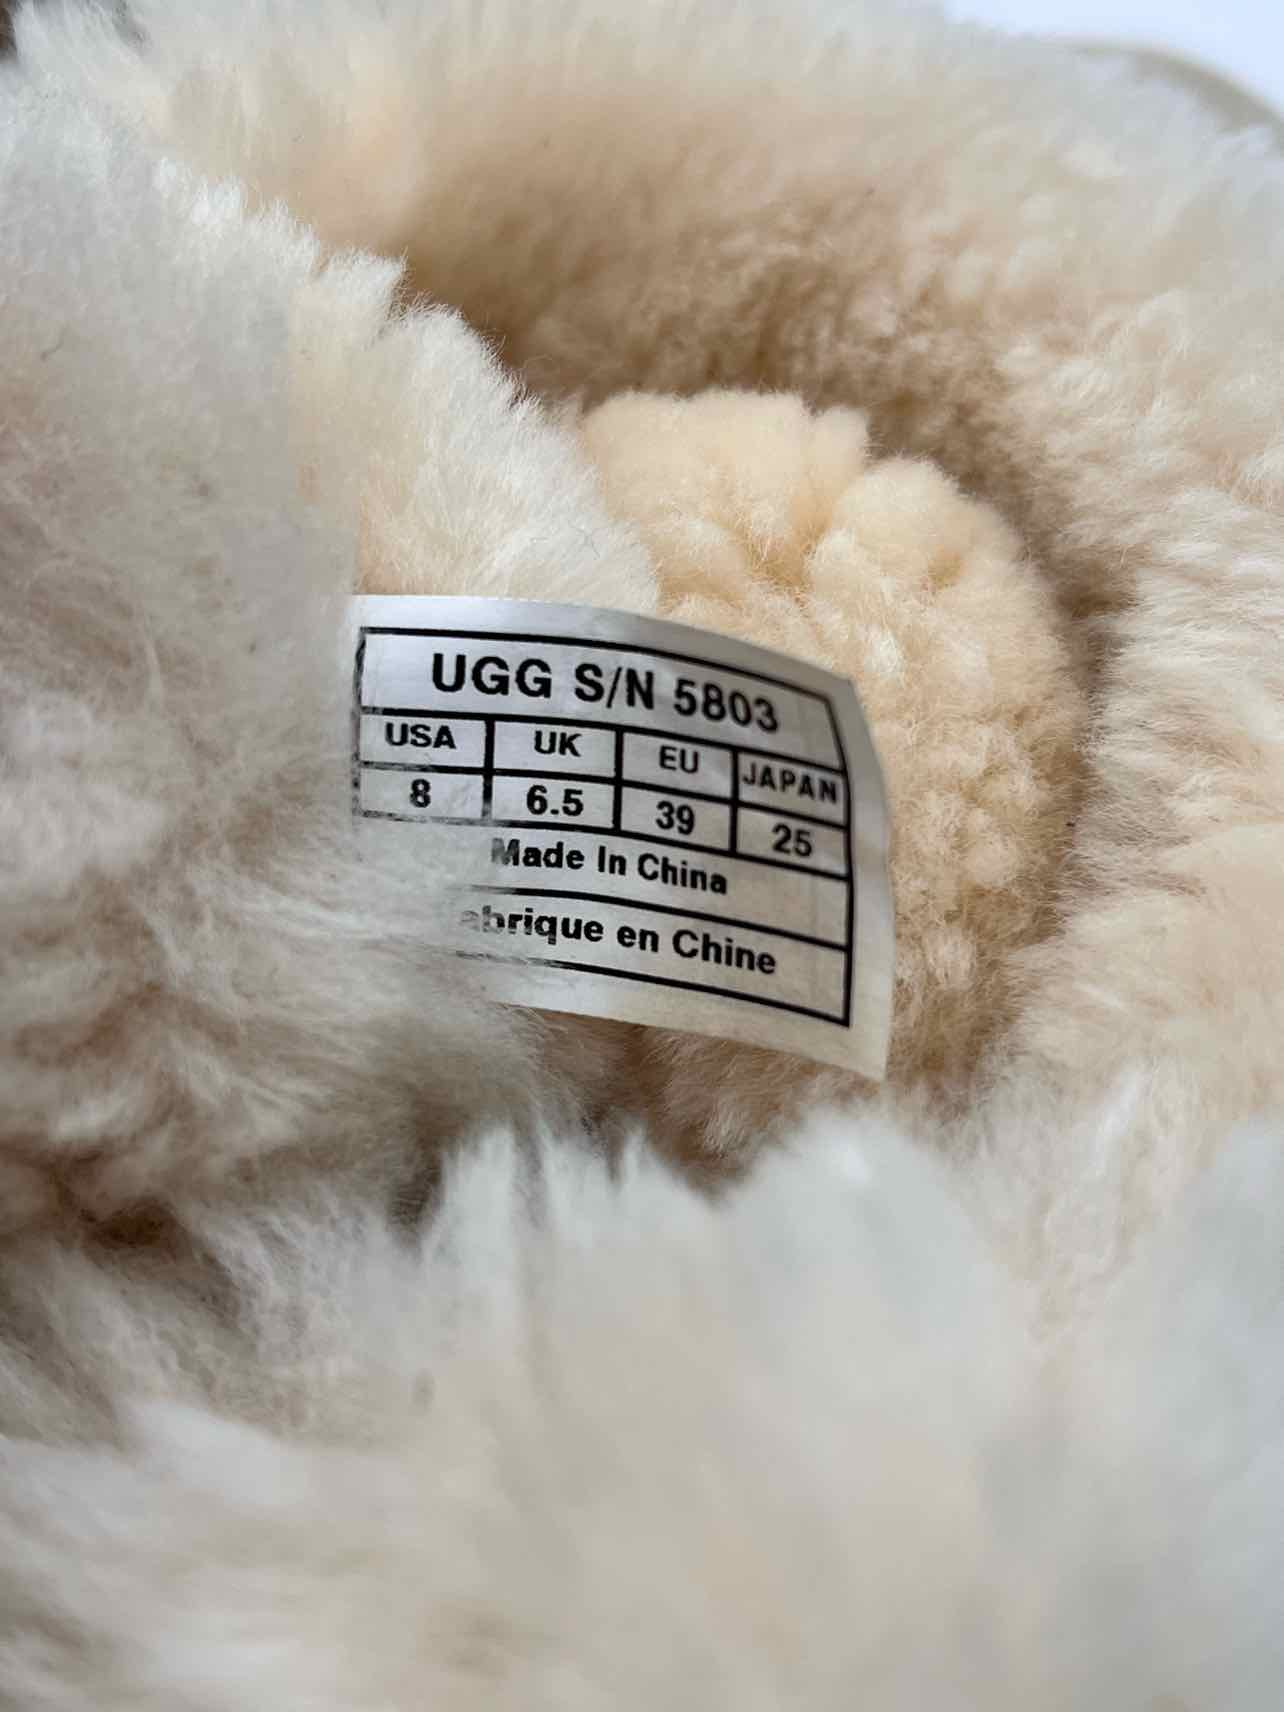 UGG S/N 5803
USA UK EU JAPAN
8 6.5 39 25
Made In China
abrique en Chine